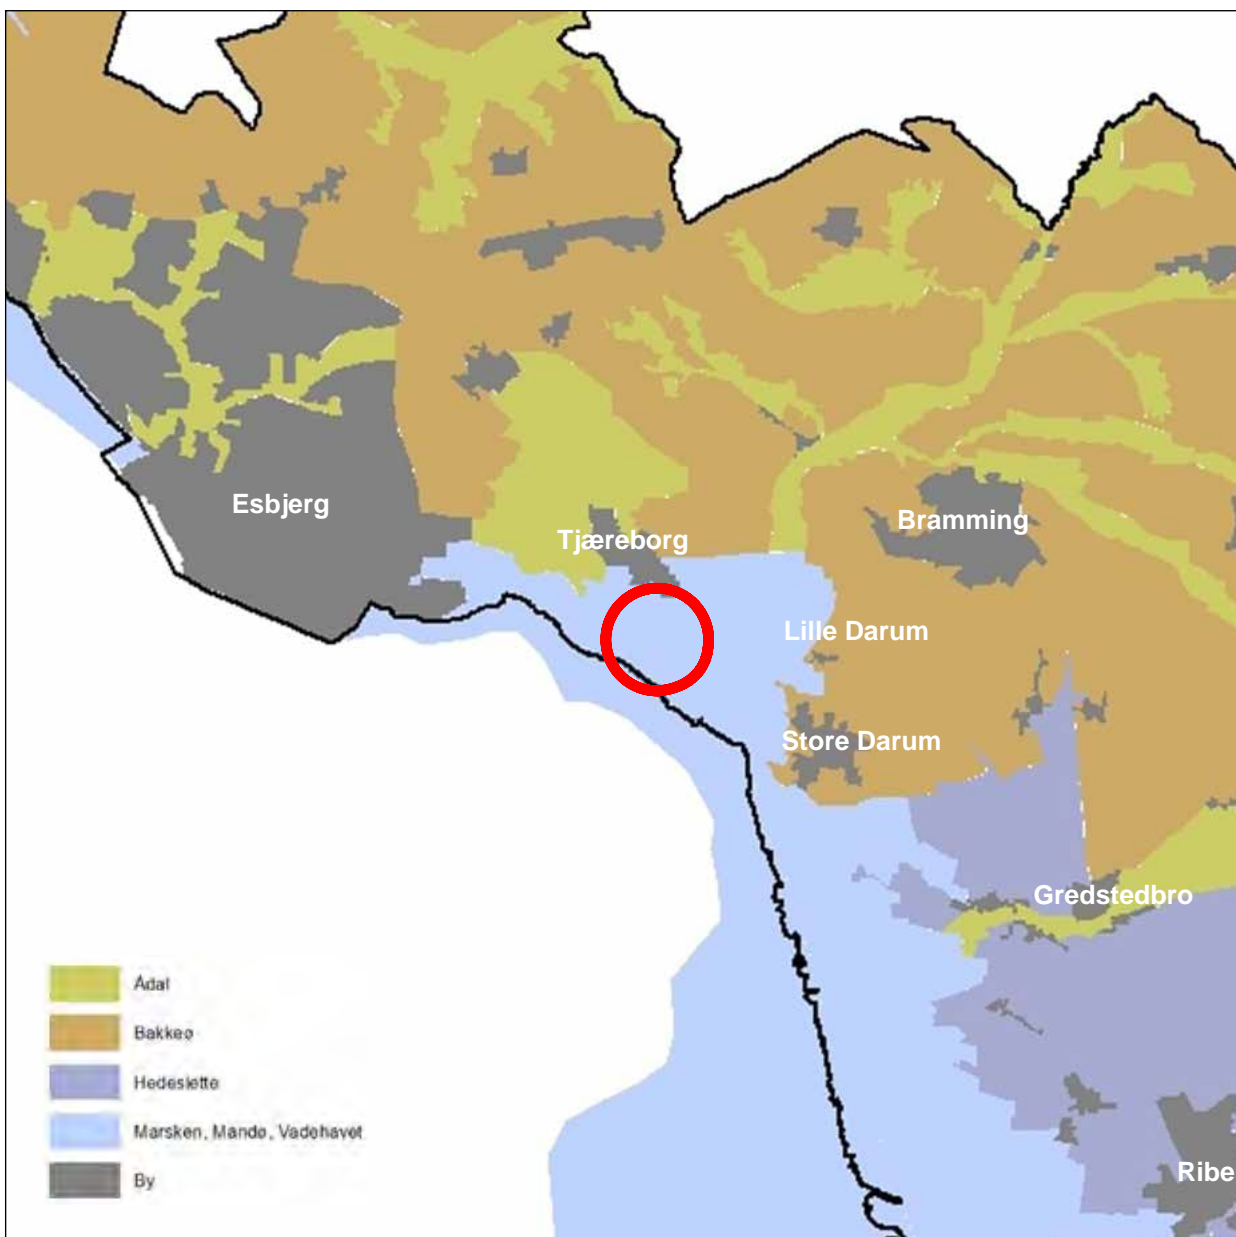 Esbjerg
Bramming
Tjæreborg
Lille Darum
Store Darum
Gredstedbro
Ribe
Ådal
Bakkeø
Hedeslette
Marsken, Mandø, Vadehavet
By